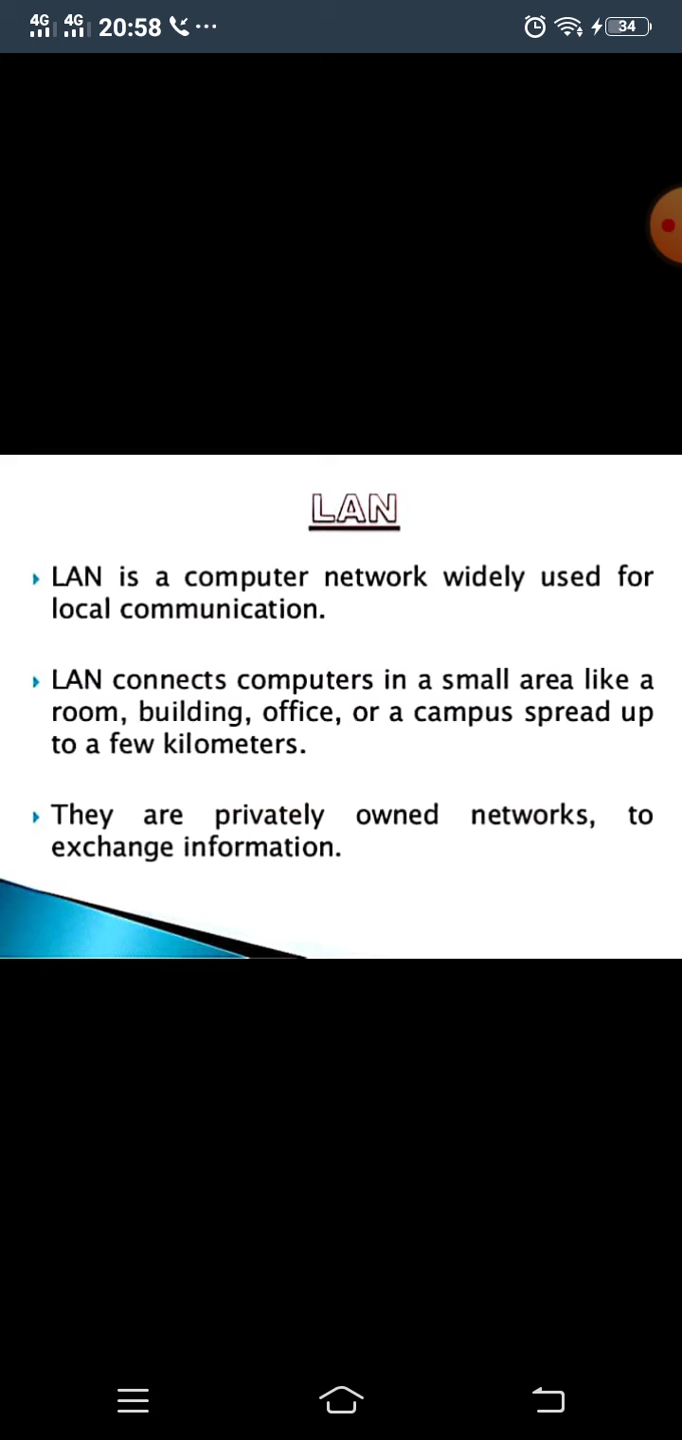 4G 4G 20:58 ... 34
LAN
LAN is a computer network widely used for
local communication.
LAN connects computers in a small area like a
room, building, office, or a campus spread up
to a few kilometers.
They are privately owned networks, to
exchange information.